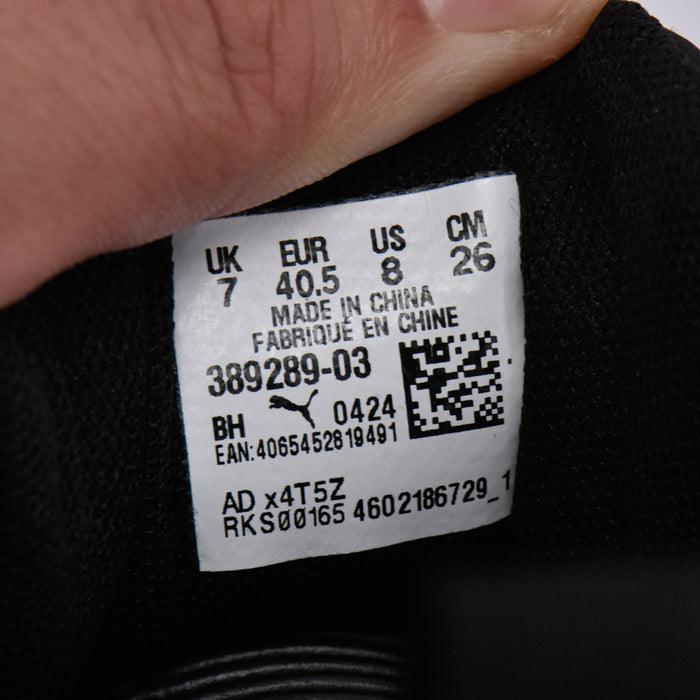 UK EUR US CM
7 40.5 8 26
MADE IN CHINA
FABRIQUÉ EN CHINE
389289-03
BH 0424
EAN:4065452819491
AD x4T5Z
RKS00165 4602186729_1